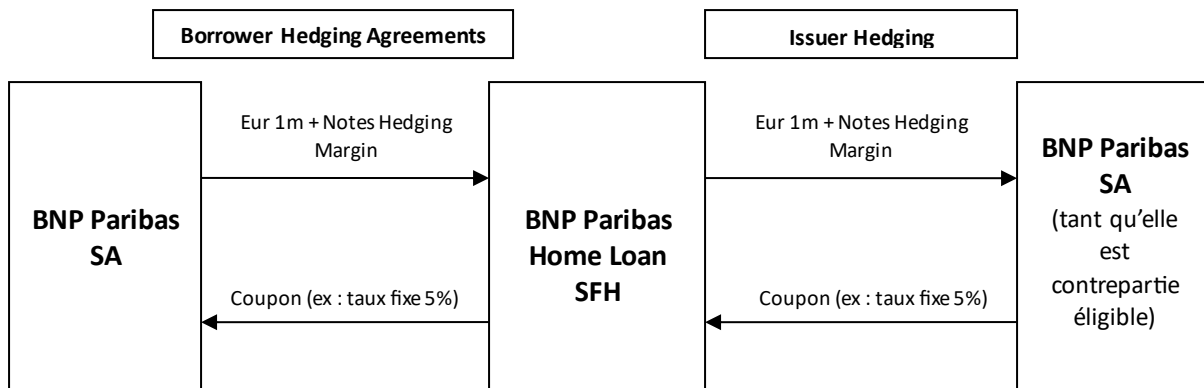 Borrower Hedging Agreements
Issuer Hedging
Eur 1m + Notes Hedging
Margin
Eur 1m + Notes Hedging
Margin
BNP Paribas
SA
BNP Paribas
Home Loan
SFH
BNP Paribas
SA
(tant qu'elle
est
contrepartie
éligible)
Coupon (ex : taux fixe 5%)
Coupon (ex : taux fixe 5%)